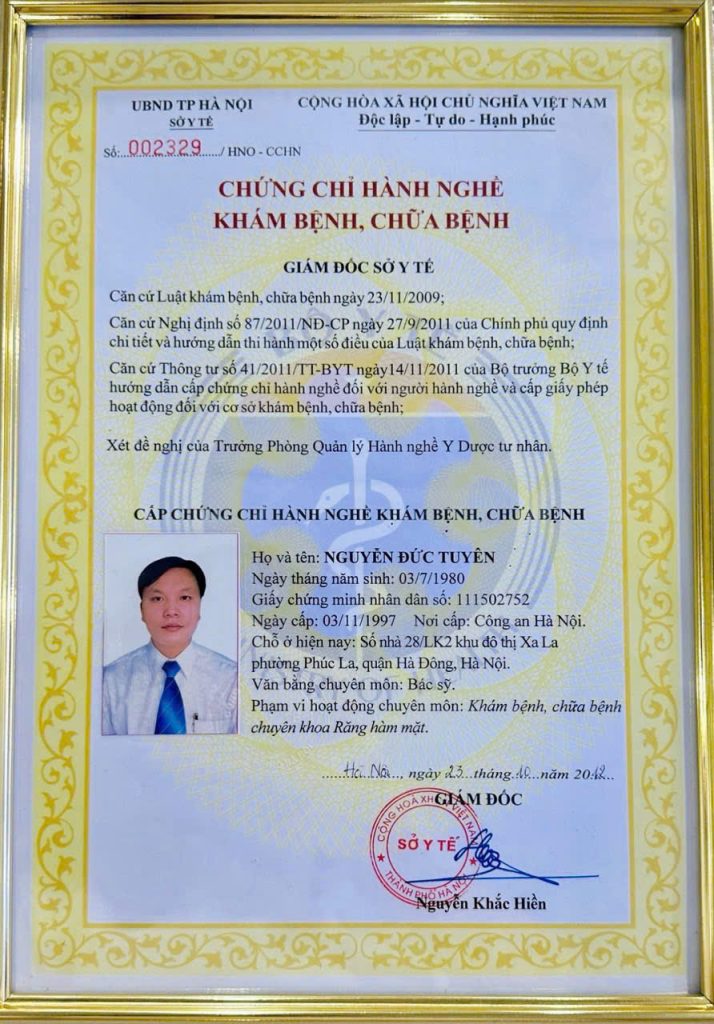 UBND TP HÀ NỘI
SỞ Y TẾ
CỘNG HÒA XÃ HỘI CHỦ NGHĨA VIỆT NAM
Độc lập - Tự do - Hạnh phúc
Số:...002329..../ HNO - CCHN
CHỨNG CHỈ HÀNH NGHỀ
KHÁM BỆNH, CHỮA BỆNH
GIÁM ĐỐC SỞ Y TẾ
Căn cứ Luật khám bệnh, chữa bệnh ngày 23/11/2009;
Căn cứ Nghị định số 87/2011/NĐ-CP ngày 27/9/2011 của Chính phủ quy định
chi tiết và hướng dẫn thi hành một số điều của Luật khám bệnh, chữa bệnh;
Căn cứ Thông tư số 41/2011/TT-BYT ngày14/11/2011 của Bộ trưởng Bộ Y tế
hướng dẫn cấp chứng chỉ hành nghề đối với người hành nghề và cấp giấy phép
hoạt động đối với cơ sở khám bệnh, chữa bệnh;
Xét đề nghị của Trưởng Phòng Quản lý Hành nghề Y Dược tư nhân.
CẤP CHỨNG CHỈ HÀNH NGHỀ KHÁM BỆNH, CHỮA BỆNH
Họ và tên: NGUYỄN ĐỨC TUYÊN
Ngày tháng năm sinh: 03/7/1980
Giấy chứng minh nhân dân số: 111502752
Ngày cấp: 03/11/1997 Nơi cấp: Công an Hà Nội.
Chỗ ở hiện nay: Số nhà 28/LK2 khu đô thị Xa La
phường Phúc La, quận Hà Đông, Hà Nội.
Văn bằng chuyên môn: Bác sỹ.
Phạm vi hoạt động chuyên môn: Khám bệnh, chữa bệnh
chuyên khoa Răng hàm mặt.
.....Hà Nội..., ngày 23..tháng..10..năm 2012..
GIÁM ĐỐC
SỞ Y TẾ
THÀNH PHỐ HÀ NỘI
Nguyễn Khắc Hiền